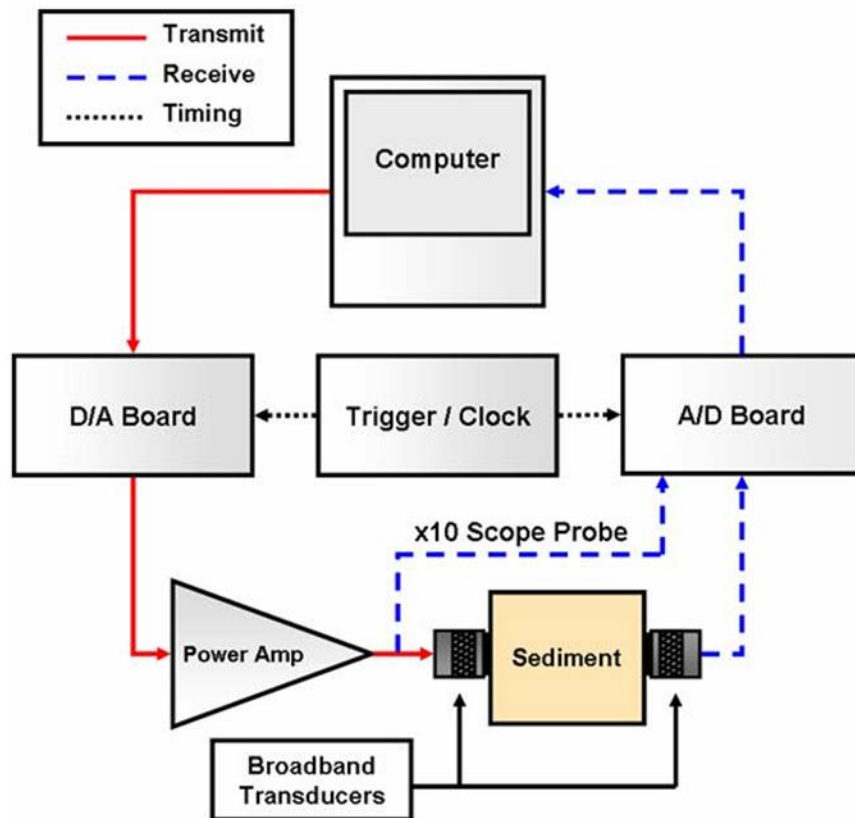 Transmit
Receive
Timing
Computer
D/A Board
Trigger / Clock
A/D Board
x10 Scope Probe
Power Amp
Sediment
Broadband
Transducers